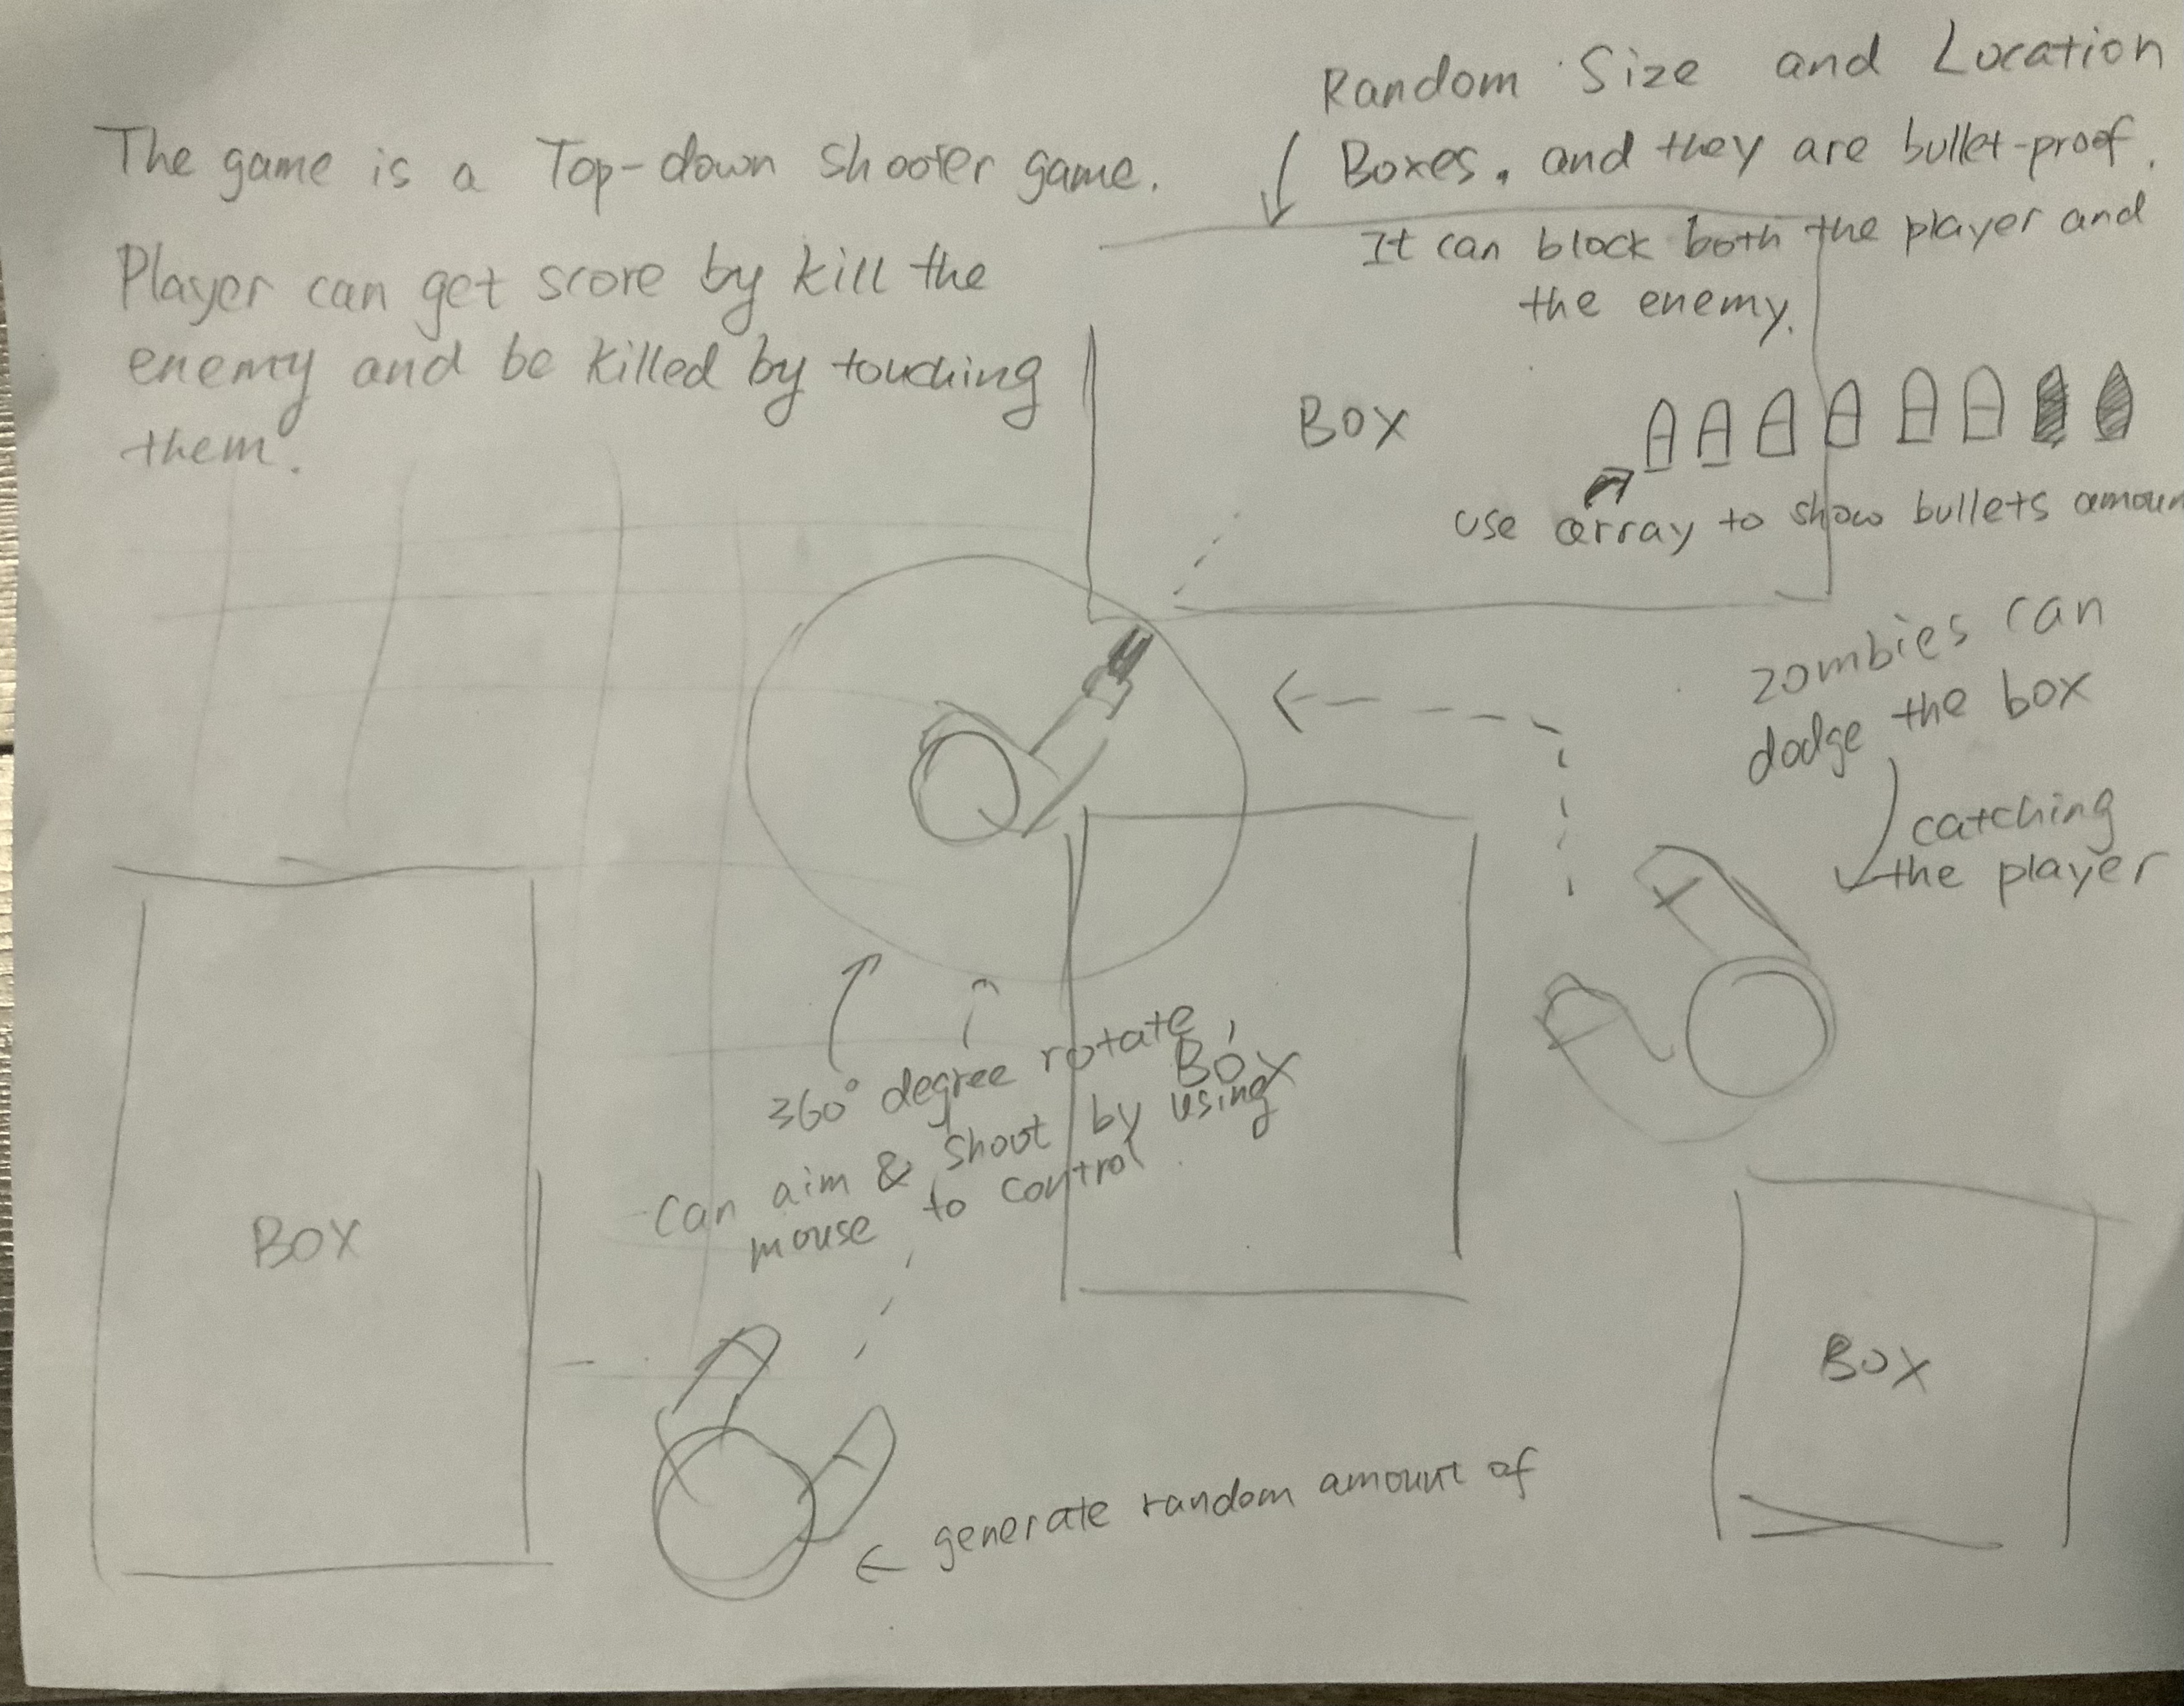 The game is a Top-down shooter game.
Player can get score by kill the
enemy and be killed by touching
them.
Random Size and Location
Boxes. and they are bullet-proof.
It can block both the player and
the enemy.
BOX
use array to show bullets amoun
zombies can
dodge the box
catching
the player
360° degree rotate,
can aim & shoot by using
mouse to control
BOX
BOX
BOX
generate random amount of